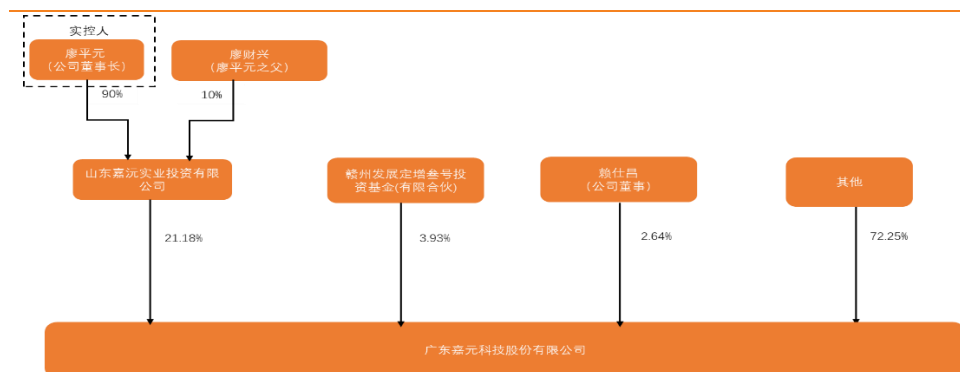 实控人
廖平元
(公司董事长)
廖财兴
(廖平元之父)
90%
10%
山东嘉沅实业投资有限
公司
赣州发展定增叁号投
资基金(有限合伙)
赖仕昌
(公司董事)
其他
21.18%
3.93%
2.64%
72.25%
广东嘉元科技股份有限公司